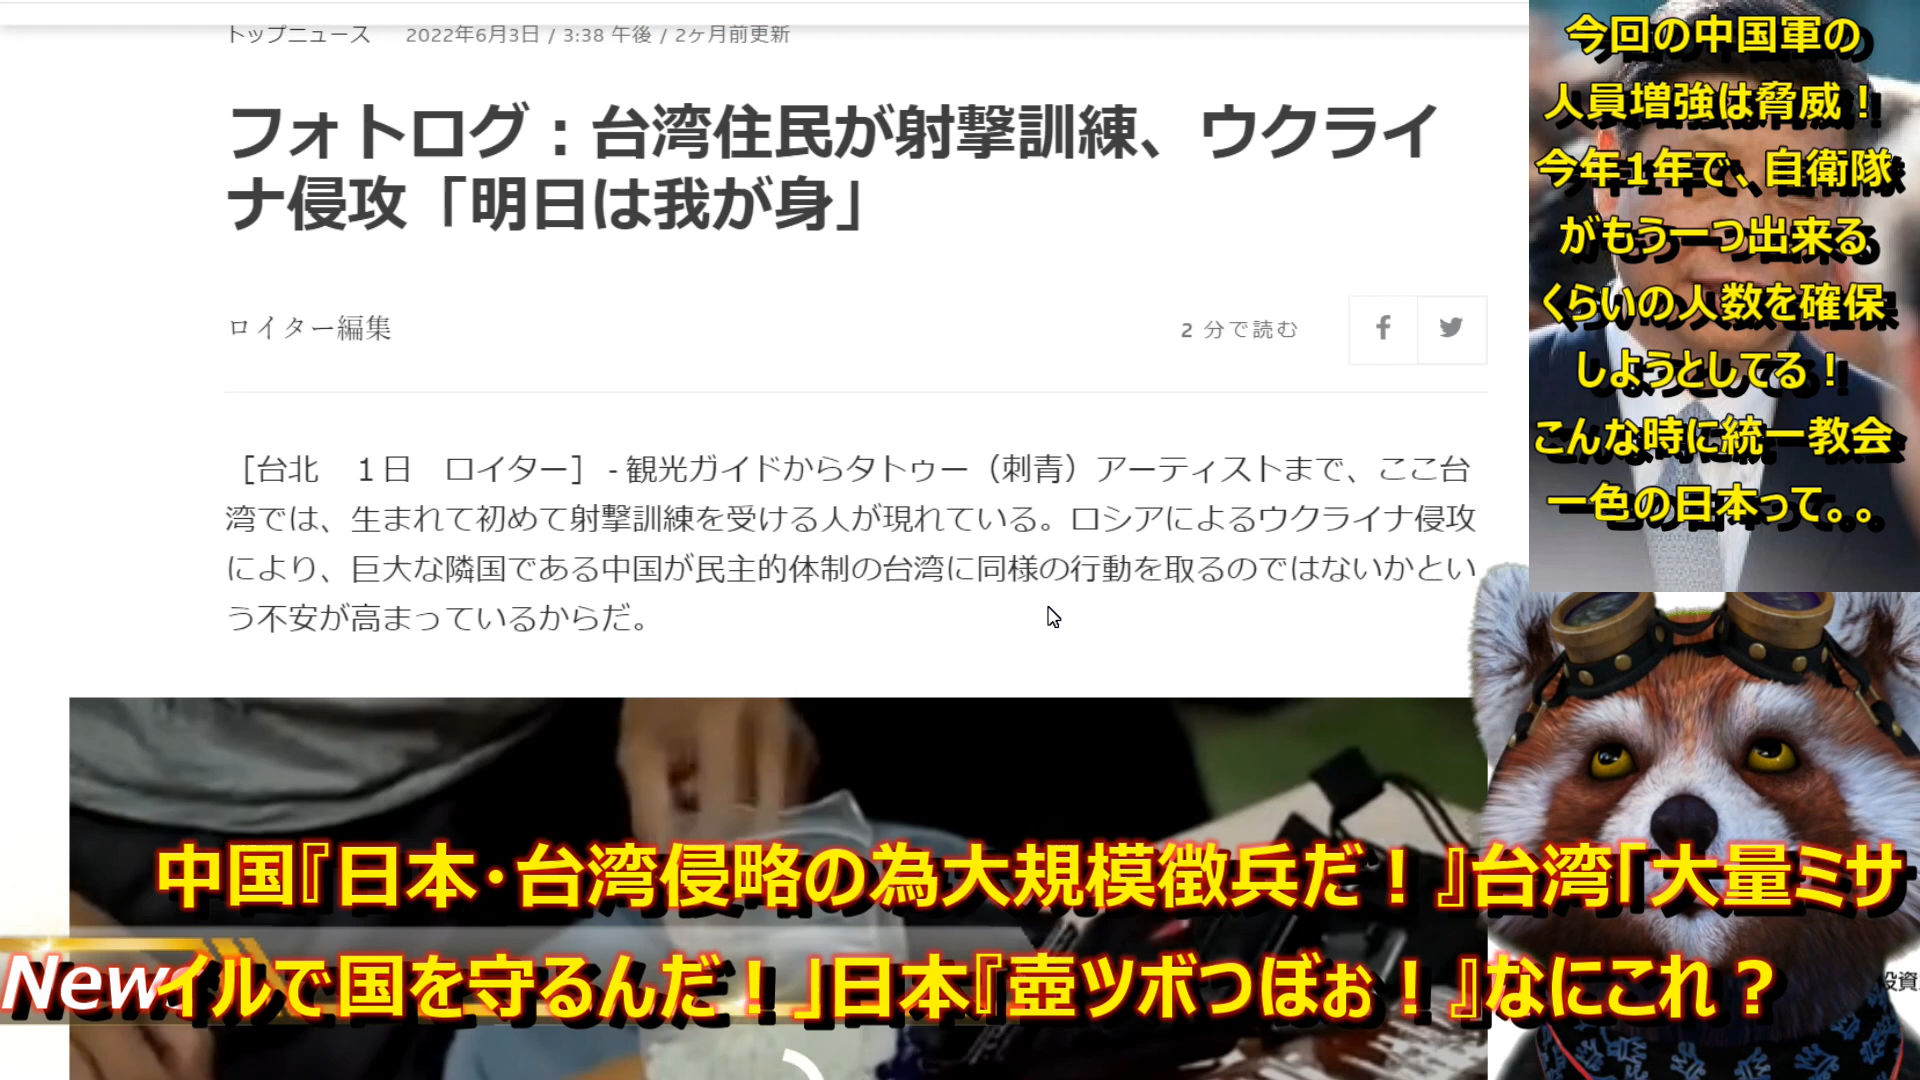 トップニュース 2022年6月3日 / 3:38 午後 / 2ヶ月前更新
フォトログ：台湾住民が射撃訓練、ウクライ
ナ侵攻「明日は我が身」
ロイター編集
2 分で読む
［台北　１日　ロイター］ - 観光ガイドからタトゥー（刺青）アーティストまで、ここ台
湾では、生まれて初めて射撃訓練を受ける人が現れている。ロシアによるウクライナ侵攻
により、巨大な隣国である中国が民主的体制の台湾に同様の行動を取るのではないかとい
う不安が高まっているからだ。
今回の中国軍の
人員増強は脅威！
今年1年で、自衛隊
がもう一つ出来る
くらいの人数を確保
しようとしてる！
こんな時に統一教会
一色の日本って。。
中国『日本・台湾侵略の為大規模徴兵だ！』台湾「大量ミサ
イルで国を守るんだ！」日本『壺ツボつぼぉ！』なにこれ？
News
投資